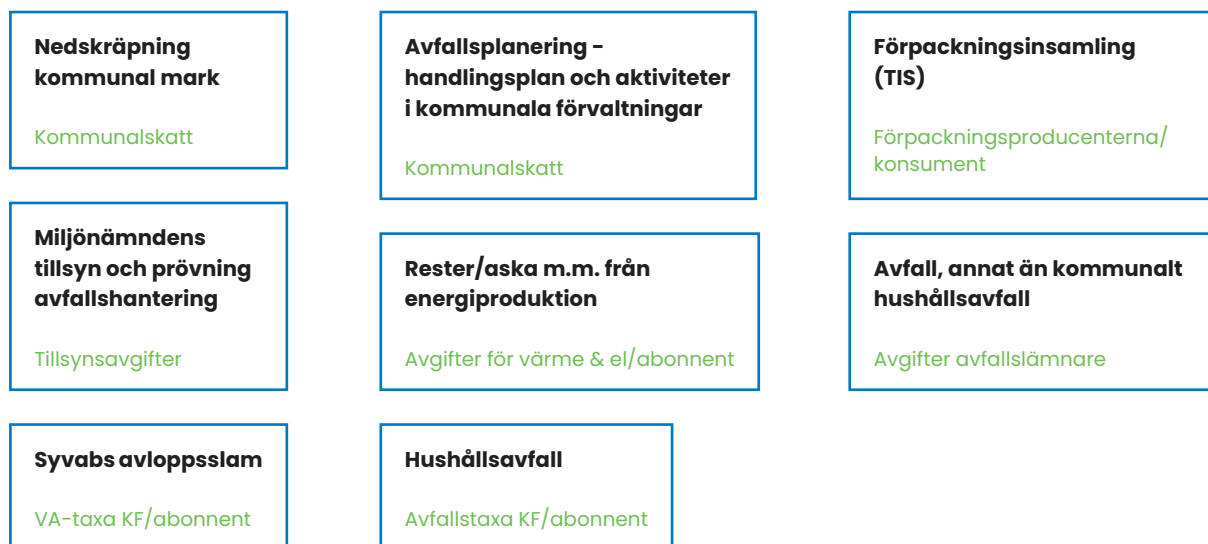 Nedskräpning
kommunal mark
Kommunalskatt
Avfallsplanering -
handlingsplan och aktiviteter
i kommunala förvaltningar
Kommunalskatt
Förpackningsinsamling
(TIS)
Förpackningsproducenterna/
konsument
Miljönämndens
tillsyn och prövning
avfallshantering
Tillsynsavgifter
Rester/aska m.m. från
energiproduktion
Avgifter för värme & el/abonnent
Avfall, annat än kommunalt
hushållsavfall
Avgifter avfallslämnare
Syvabs avloppsslam
VA-taxa KF/abonnent
Hushållsavfall
Avfallstaxa KF/abonnent